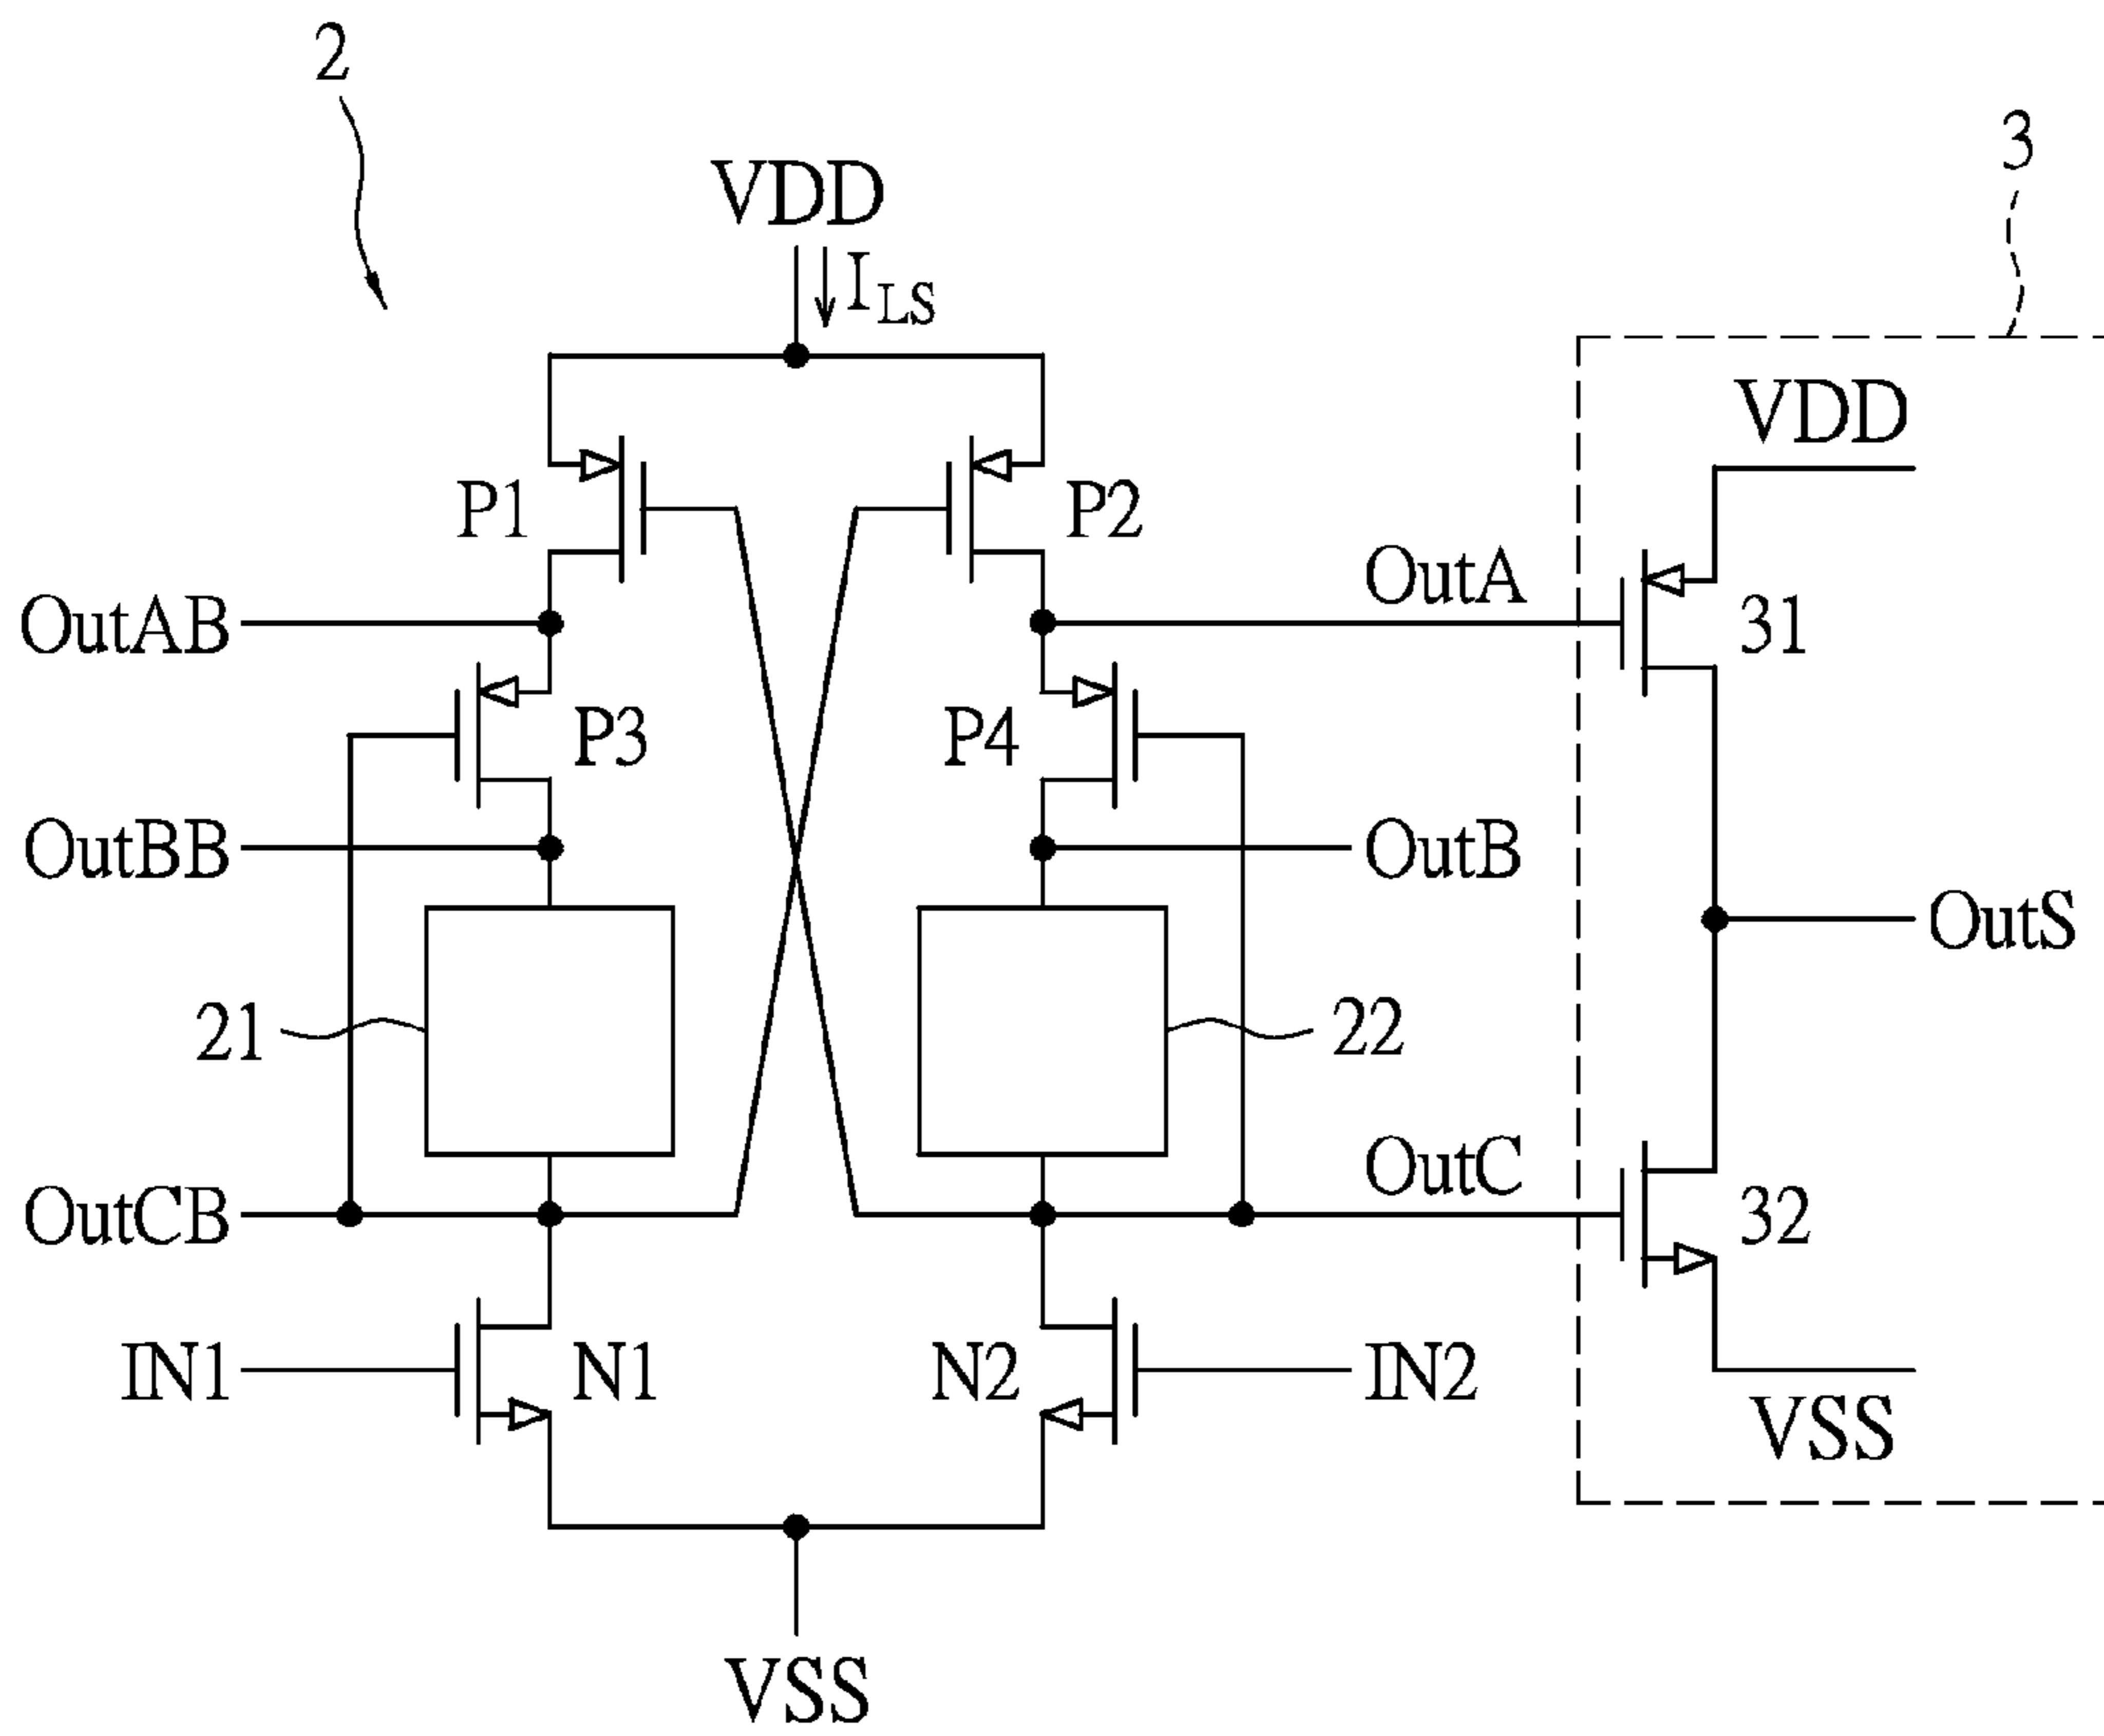 2
3
VDD
I_LS
VDD
P1
P2
OutA
31
OutAB
P3
P4
OutBB
OutB
OutS
21
22
OutC
OutCB
32
IN1
N1
N2
IN2
VSS
VSS